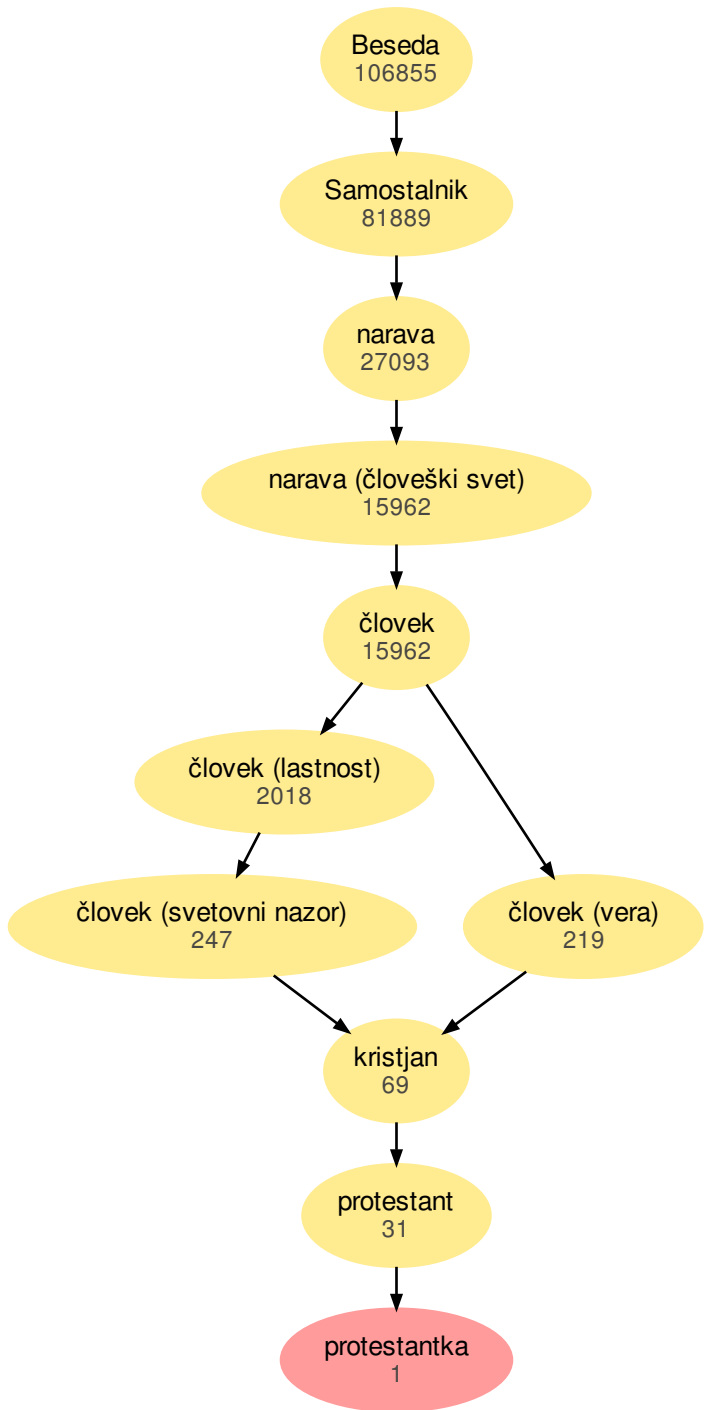 Beseda
106855
Samostalnik
81889
narava
27093
narava (človeški svet)
15962
človek
15962
človek (lastnost)
2018
človek (svetovni nazor)
247
človek (vera)
219
kristjan
69
protestant
31
protestantka
1